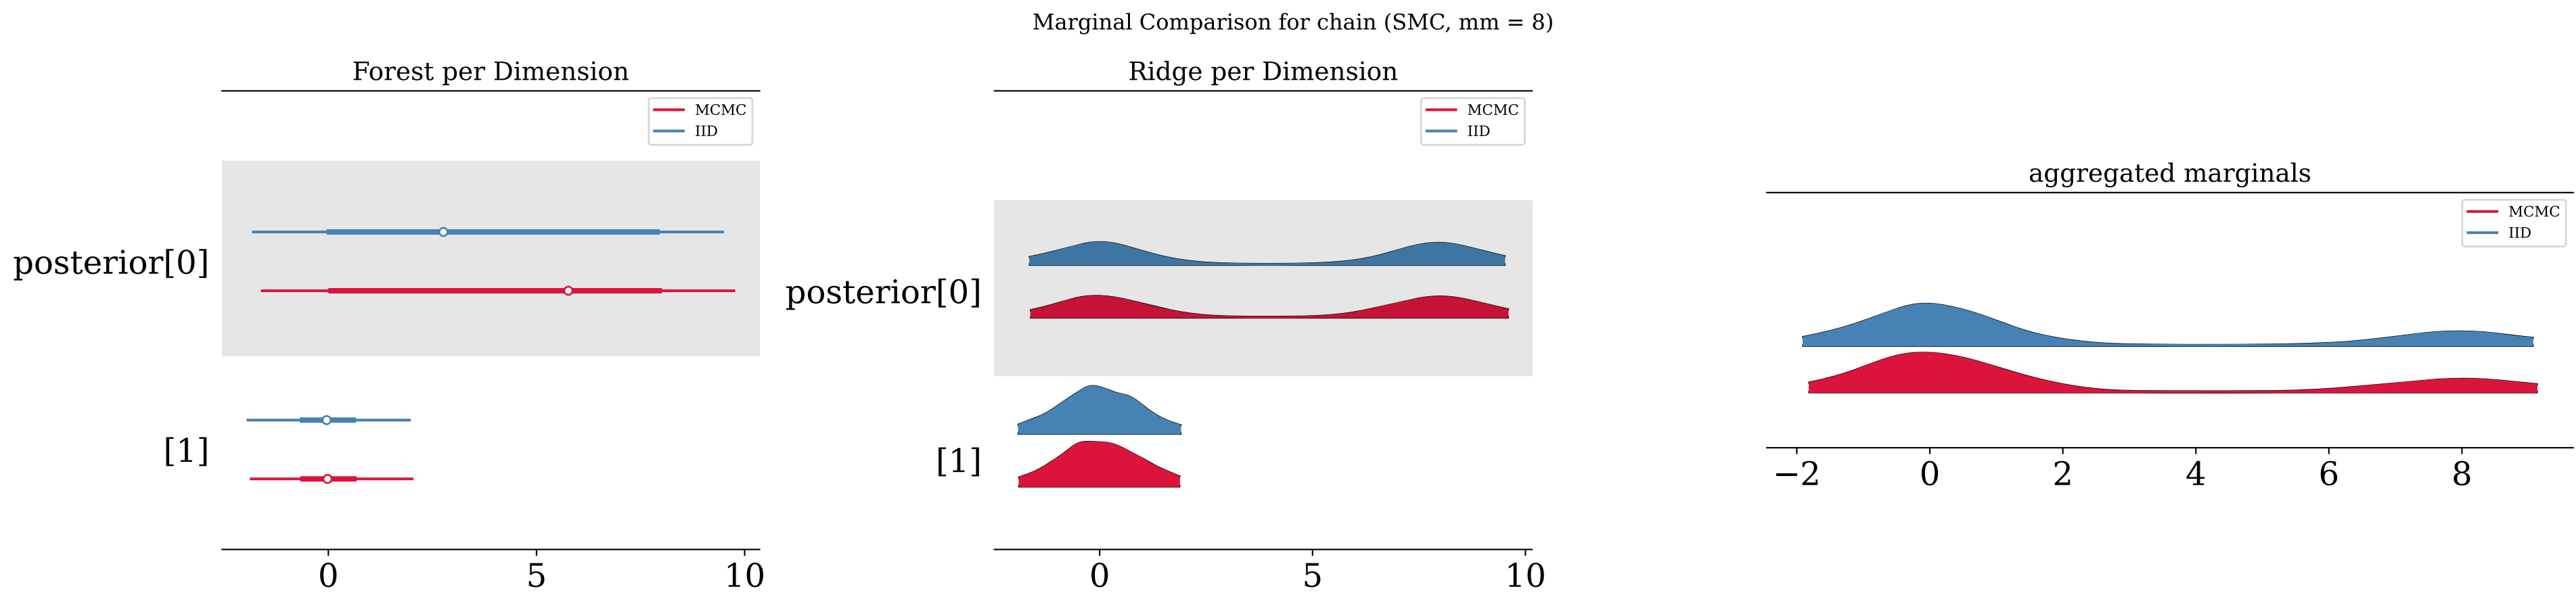 Marginal Comparison for chain (SMC, mm = 8)
Forest per Dimension
MCMC
IID
posterior[0]
[1]
0 5 10
Ridge per Dimension
MCMC
IID
posterior[0]
[1]
0 5 10
aggregated marginals
MCMC
IID
−2 0 2 4 6 8